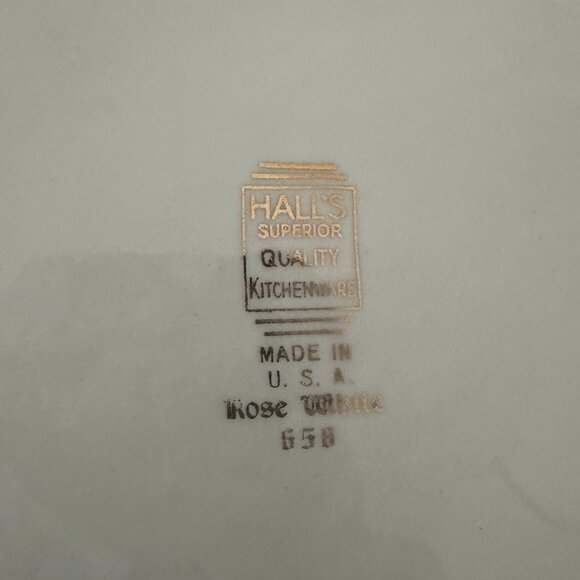 HALL'S
SUPERIOR
QUALITY
KITCHENWARE
MADE IN
U. S. A.
Rose White
658